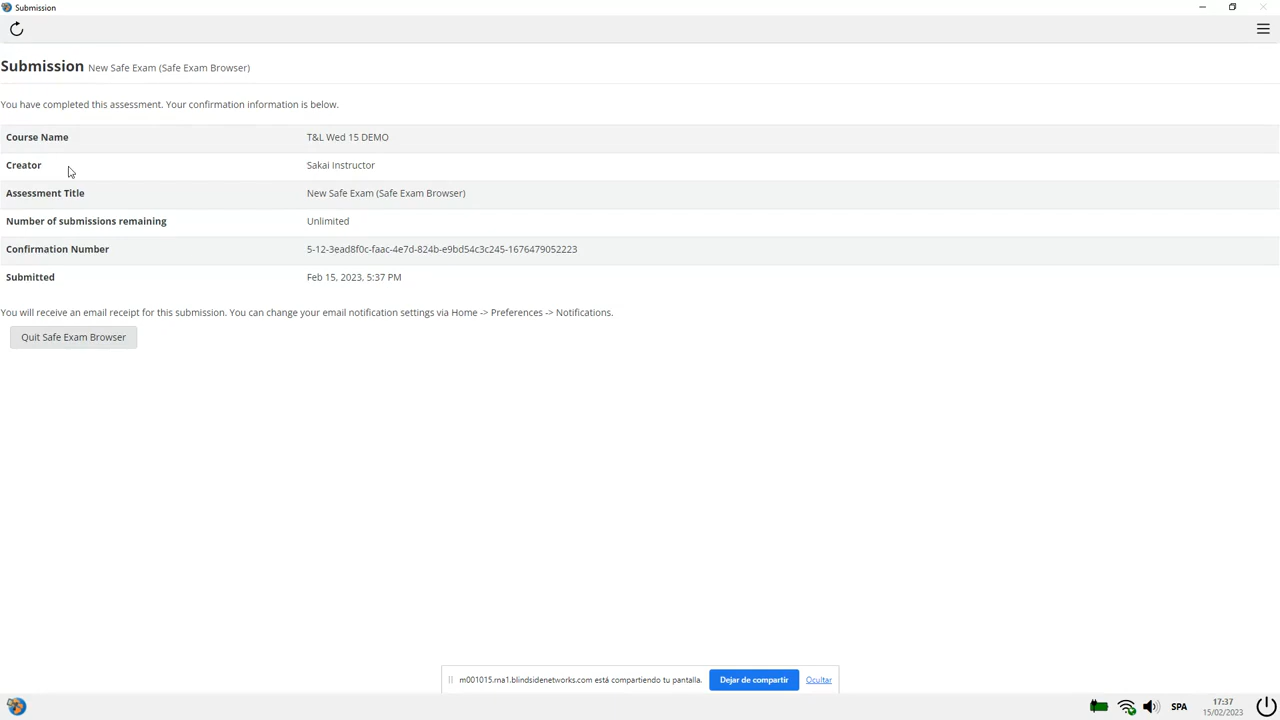 Submission
Submission New Safe Exam (Safe Exam Browser)
You have completed this assessment. Your confirmation information is below.
Course Name T&L Wed 15 DEMO
Creator Sakai Instructor
Assessment Title New Safe Exam (Safe Exam Browser)
Number of submissions remaining Unlimited
Confirmation Number 5-12-3ead8f0c-faac-4e7d-824b-e9bd54c3c245-1676479052223
Submitted Feb 15, 2023, 5:37 PM
You will receive an email receipt for this submission. You can change your email notification settings via Home -> Preferences -> Notifications.
Quit Safe Exam Browser
m001015.rna1.blindsidenetworks.com está compartiendo tu pantalla. Dejar de compartir Ocultar
SPA 17:37
15/02/2023